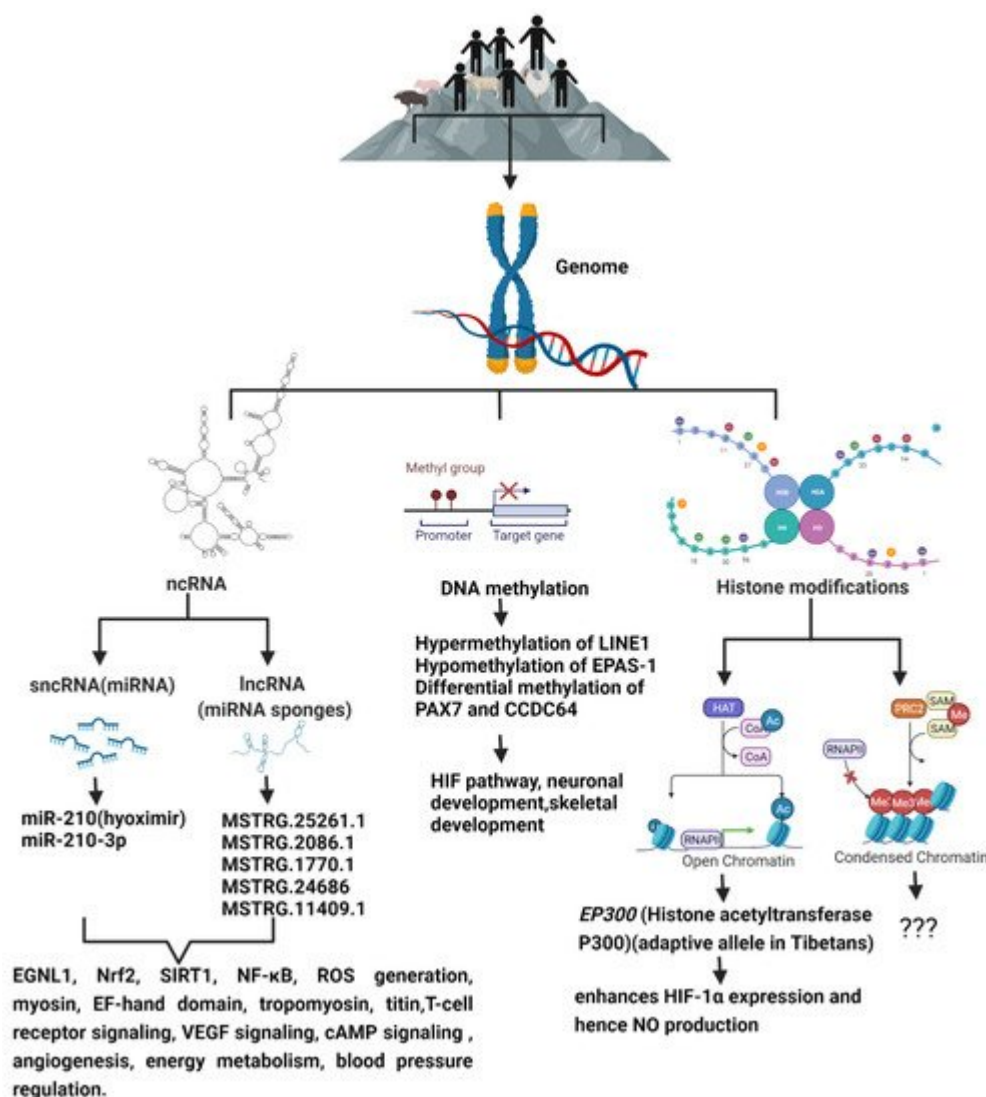 Genome
Methyl group
Promoter
Target gene
ncRNA
DNA methylation
Histone modifications
sncRNA(miRNA)
lncRNA
(miRNA sponges)
miR-210(hyoximir)
miR-210-3p
MSTRG.25261.1
MSTRG.2086.1
MSTRG.1770.1
MSTRG.24686
MSTRG.11409.1
EGNL1, Nrf2, SIRT1, NF-κB, ROS generation,
myosin, EF-hand domain, tropomyosin, titin,T-cell
receptor signaling, VEGF signaling, cAMP signaling ,
angiogenesis, energy metabolism, blood pressure
regulation.
Hypermethylation of LINE1
Hypomethylation of EPAS-1
Differential methylation of
PAX7 and CCDC64
HIF pathway, neuronal
development,skeletal
development
HAT
Ac
CoA
Ac
RNAPII
Open Chromatin
EP300 (Histone acetyltransferase
P300)(adaptive allele in Tibetans)
enhances HIF-1α expression and
hence NO production
PRC2
SAM
Me
SAM
RNAPII
Me3
Condensed Chromatin
???